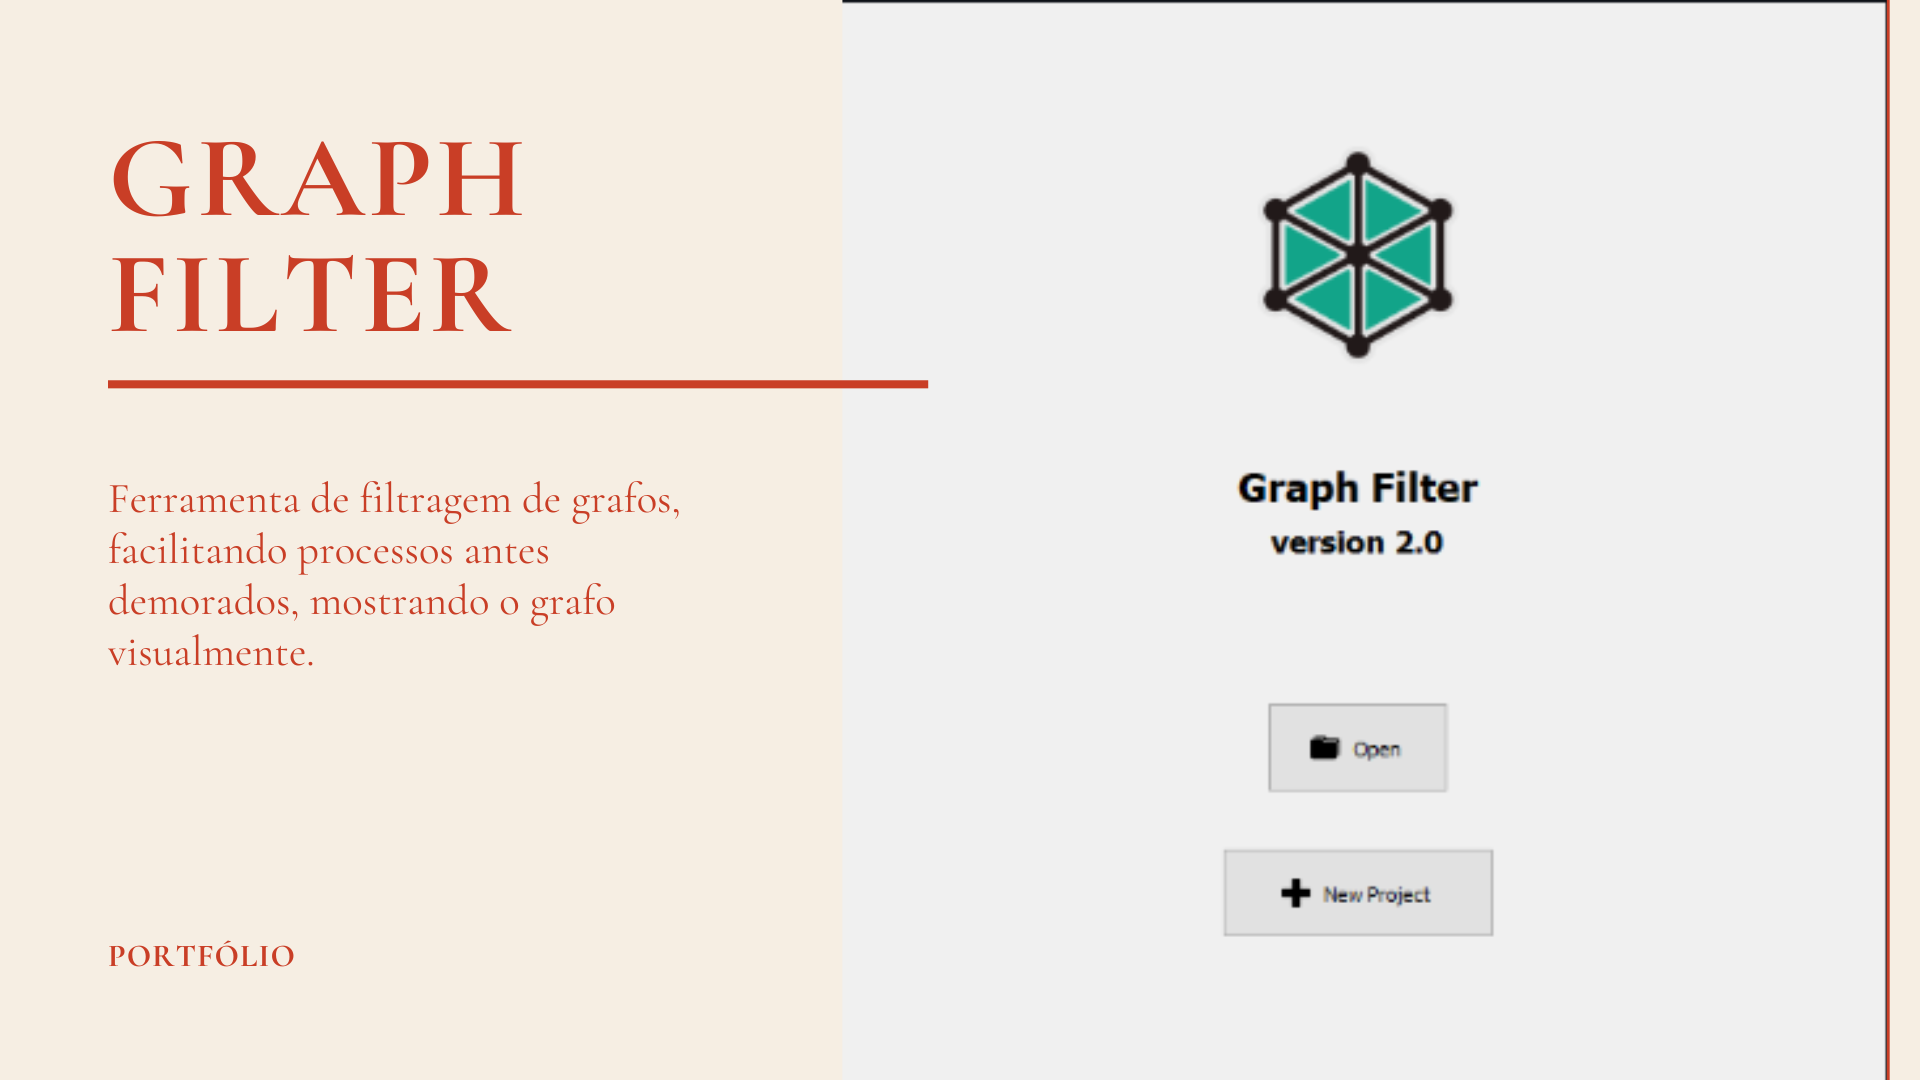 GRAPH
FILTER
Ferramenta de filtragem de grafos,
facilitando processos antes
demorados, mostrando o grafo
visualmente.
PORTFÓLIO
Graph Filter
version 2.0
Open
New Project